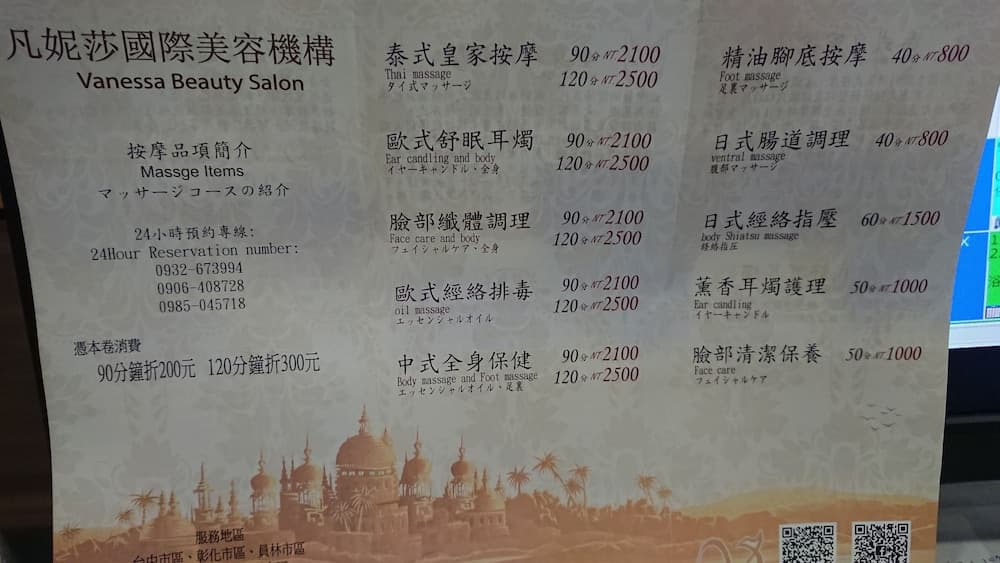 凡妮莎國際美容機構
Vanessa Beauty Salon
按摩品項簡介
Massge Items
マッサージコースの紹介
24小時預約專線:
24Hour Reservation number:
0932-673994
0906-408728
0985-045718
憑本卷消費
90分鐘折200元 120分鐘折300元
泰式皇家按摩 90分NT2100
Thai massage
タイ式マッサージ 120分NT2500
歐式舒眠耳燭 90分NT2100
Ear candling and body
イヤーキャンドル・全身 120分NT2500
臉部纖體調理 90分NT2100
Face care and body
フェイシャルケア・全身 120分NT2500
歐式經絡排毒 90分NT2100
oil massage
エッセンシャルオイル 120分NT2500
中式全身保健 90分NT2100
Body massage and Foot massage
エッセンシャルオイル・足裏 120分NT2500
精油腳底按摩 40分NT800
Foot massage
足裏マッサージ
日式腸道調理 40分NT800
ventral massage
腹部マッサージ
日式經絡指壓 60分NT1500
body Shiatsu massage
経絡指圧
薰香耳燭護理 50分NT1000
Ear candling
イヤーキャンドル
臉部清潔保養 50分NT1000
Face care
フェイシャルケア
服務地區
台中市區、彰化市區、員林市區